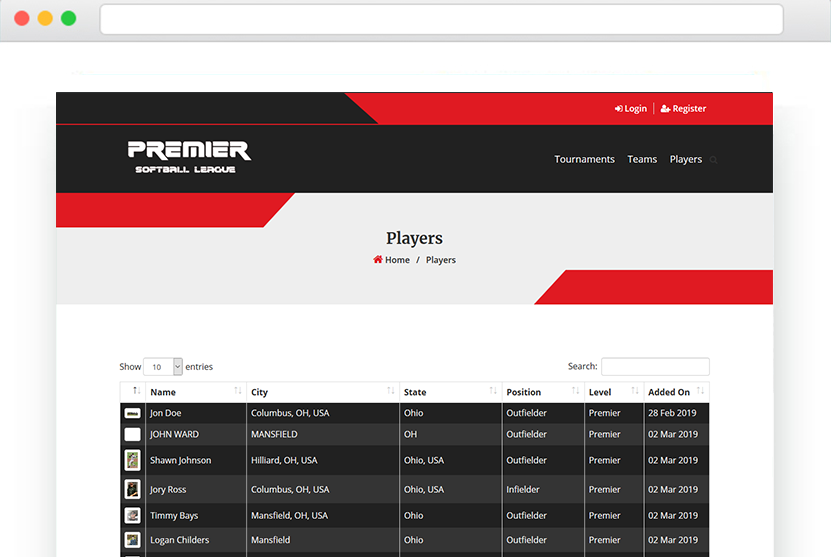 Login Register
PREMIER
SOFTBALL LEAGUE
Tournaments Teams Players
Players
Home / Players
Show 10 entries Search:
Name City State Position Level Added On
Jon Doe Columbus, OH, USA Ohio Outfielder Premier 28 Feb 2019
JOHN WARD MANSFIELD OH Outfielder Premier 02 Mar 2019
Shawn Johnson Hilliard, OH, USA Ohio, USA Outfielder Premier 02 Mar 2019
Jory Ross Columbus, OH, USA Ohio, USA Infielder Premier 02 Mar 2019
Timmy Bays Mansfield, OH, USA Ohio Outfielder Premier 02 Mar 2019
Logan Childers Mansfield Ohio Outfielder Premier 02 Mar 2019